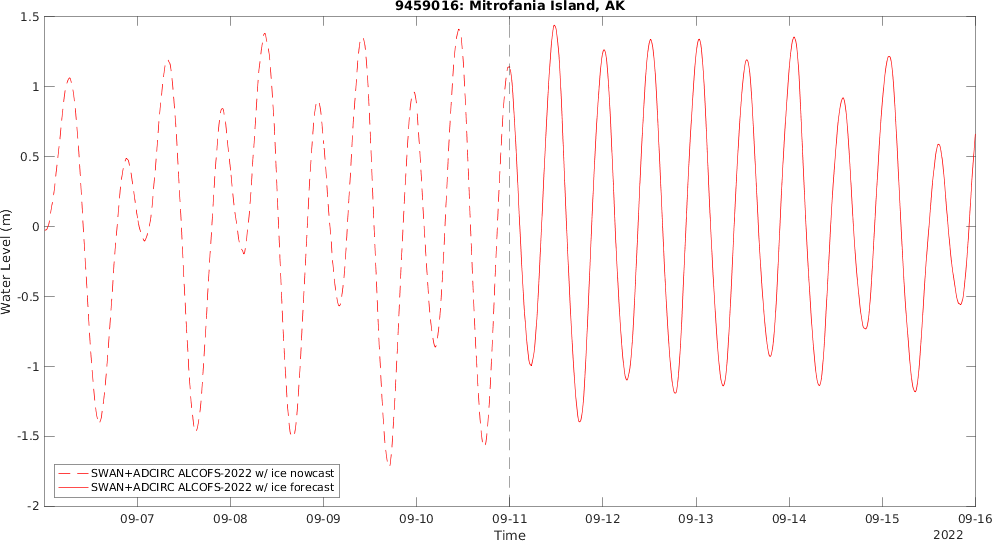 9459016: Mitrofania Island, AK
1.5
1
0.5
0
-0.5
-1
-1.5
-2
Water Level (m)
SWAN+ADCIRC ALCOFS-2022 w/ ice nowcast
SWAN+ADCIRC ALCOFS-2022 w/ ice forecast
09-07 09-08 09-09 09-10 09-11 09-12 09-13 09-14 09-15 09-16
Time
2022